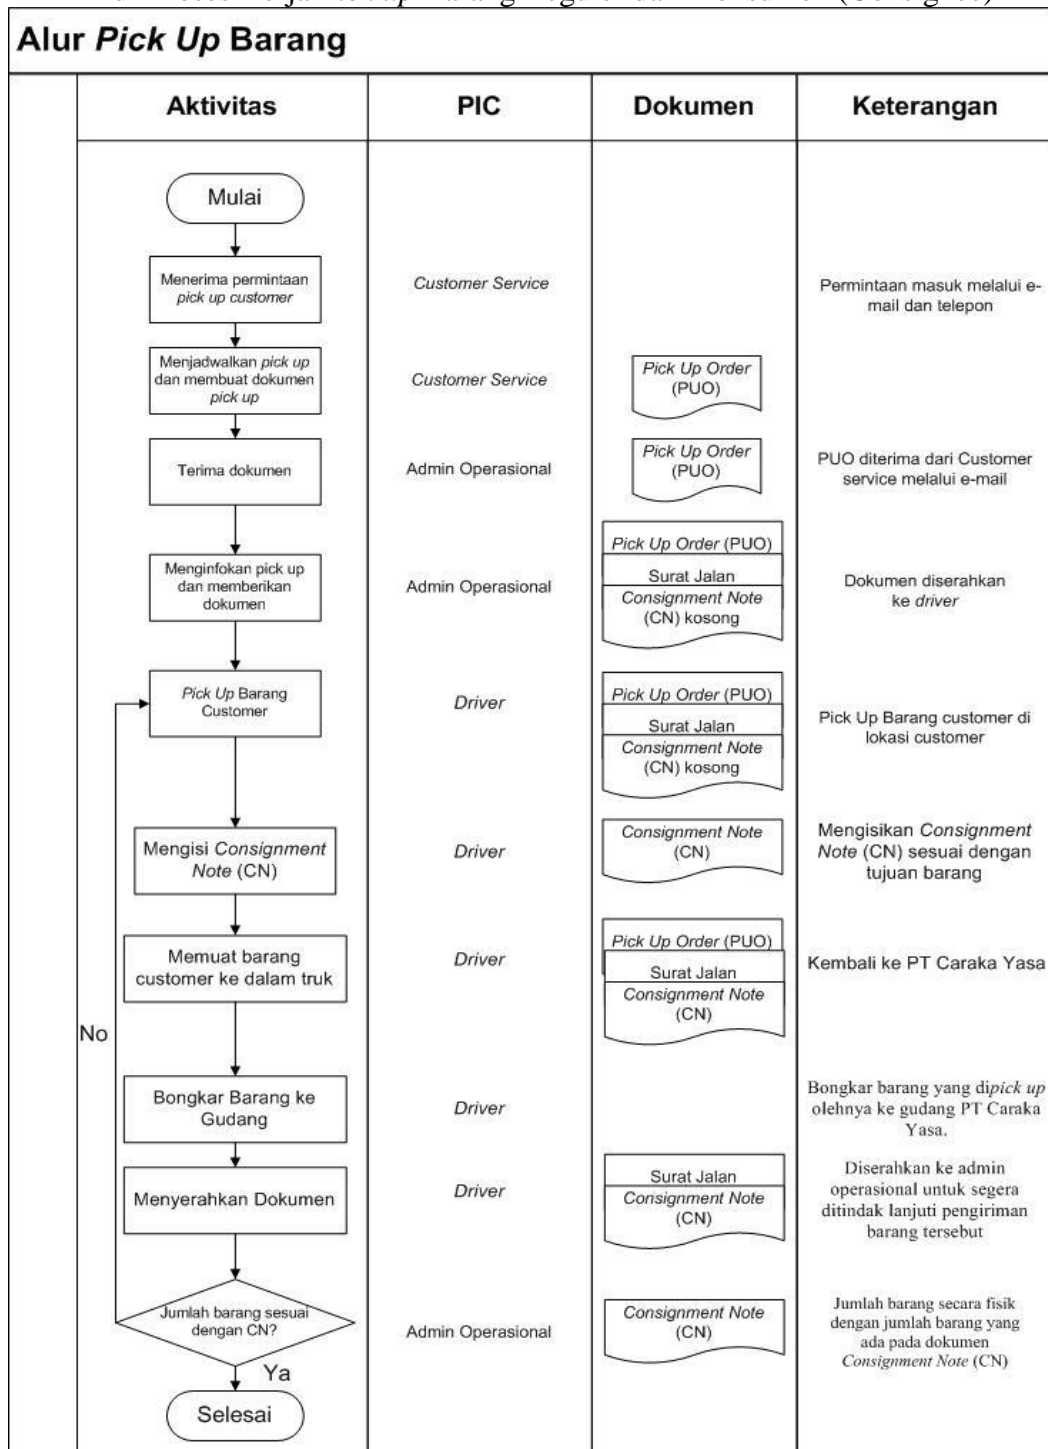 Alur Pick Up Barang
Aktivitas
PIC
Dokumen
Keterangan
Mulai
Menerima permintaan
pick up customer
Customer Service
Permintaan masuk melalui e-
mail dan telepon
Menjadwalkan pick up
dan membuat dokumen
pick up
Customer Service
Pick Up Order
(PUO)
Terima dokumen
Admin Operasional
Pick Up Order
(PUO)
PUO diterima dari Customer
service melalui e-mail
Menginfokan pick up
dan memberikan
dokumen
Admin Operasional
Pick Up Order (PUO)
Surat Jalan
Consignment Note
(CN) kosong
Dokumen diserahkan
ke driver
Pick Up Barang
Customer
Driver
Pick Up Order (PUO)
Surat Jalan
Consignment Note
(CN) kosong
Pick Up Barang customer di
lokasi customer
Mengisi Consignment
Note (CN)
Driver
Consignment Note
(CN)
Mengisikan Consignment
Note (CN) sesuai dengan
tujuan barang
Memuat barang
customer ke dalam truk
Driver
Pick Up Order (PUO)
Surat Jalan
Consignment Note
(CN)
Kembali ke PT Caraka Yasa
No
Bongkar Barang ke
Gudang
Driver
Bongkar barang yang dipick up
olehnya ke gudang PT Caraka
Yasa.
Menyerahkan Dokumen
Driver
Surat Jalan
Consignment Note
(CN)
Diserahkan ke admin
operasional untuk segera
ditindak lanjuti pengiriman
barang tersebut
Jumlah barang sesuai
dengan CN?
Admin Operasional
Consignment Note
(CN)
Jumlah barang secara fisik
dengan jumlah barang yang
ada pada dokumen
Consignment Note (CN)
Ya
Selesai